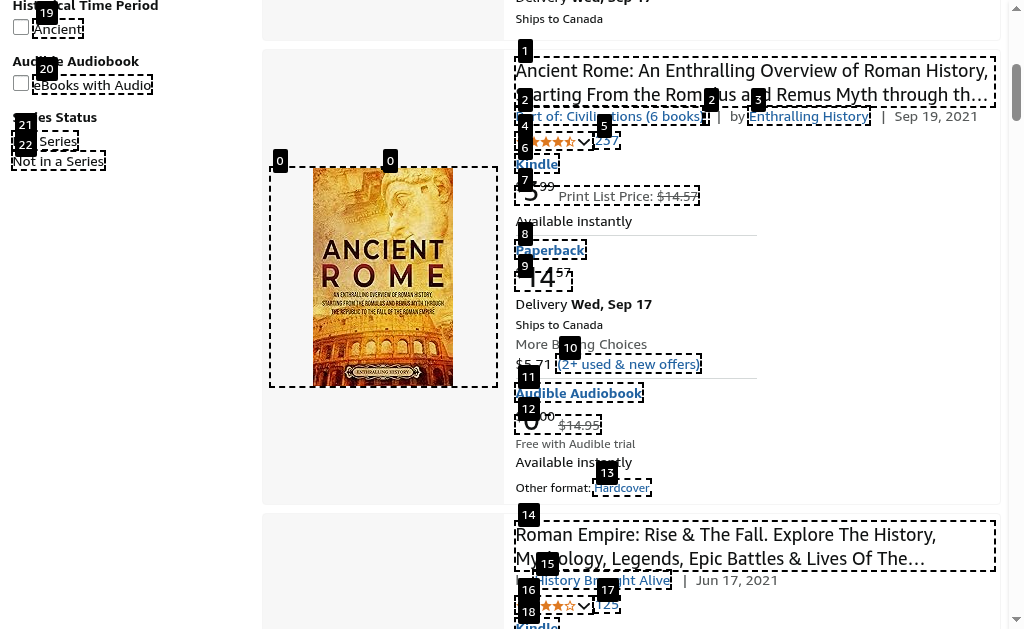 Historical Time Period
19
Ancient
Audible Audiobook
20
eBooks with Audio
Series Status
21
Series
22
Not in a Series
Delivery Wed, Sep 17
Ships to Canada
1
Ancient Rome: An Enthralling Overview of Roman History,
Starting From the Romulus and Remus Myth through th…
2 2 3
Part of: Civilizations (6 books) | by Enthralling History | Sep 19, 2021
4 5
237
6
Kindle
7
99 Print List Price: $14.57
Available instantly
8
Paperback
9
$14 57
Delivery Wed, Sep 17
Ships to Canada
More Buying Choices
10
$5.71 (2+ used & new offers)
11
Audible Audiobook
12
0 00 $14.95
Free with Audible trial
Available instantly
13
Other format: Hardcover
0 0
ANCIENT
ROME
AN ENTHRALLING OVERVIEW OF ROMAN HISTORY,
STARTING FROM THE ROMULUS AND REMUS MYTH THROUGH
THE REPUBLIC TO THE FALL OF THE ROMAN EMPIRE
ENTHRALLING HISTORY
14
Roman Empire: Rise & The Fall. Explore The History,
Mythology, Legends, Epic Battles & Lives Of The…
15
by History Brought Alive | Jun 17, 2021
16 17
125
18
Kindle